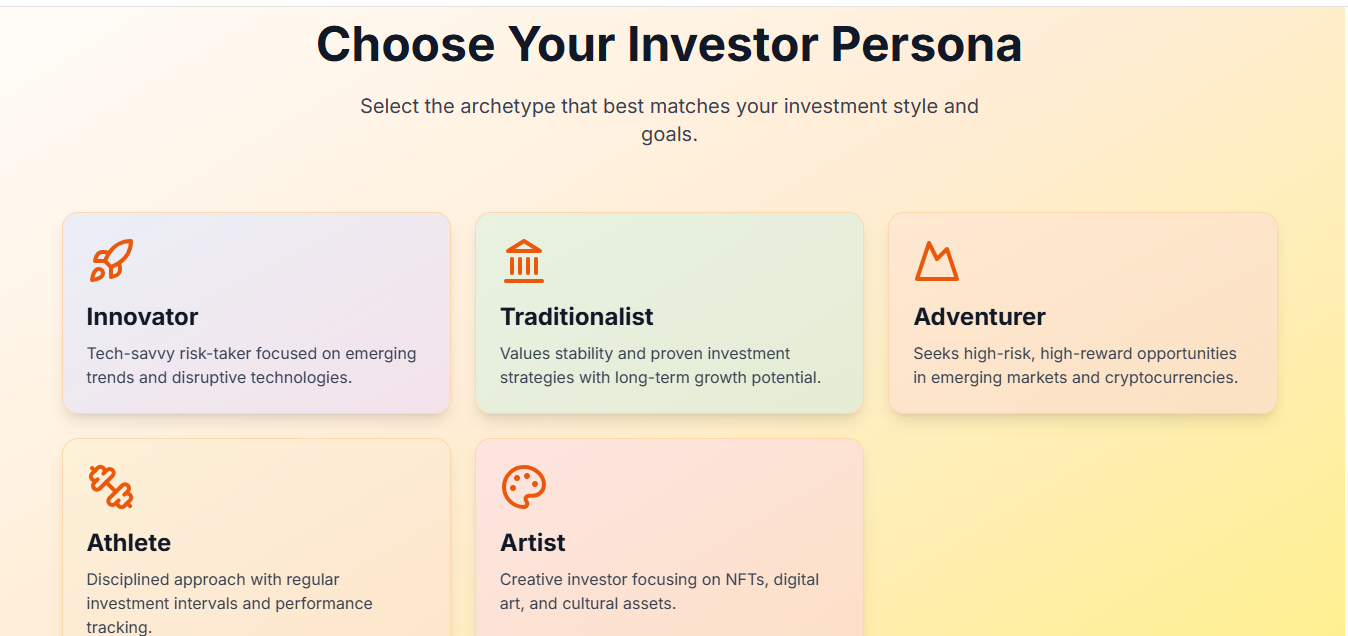 Choose Your Investor Persona
Select the archetype that best matches your investment style and
goals.
Innovator
Tech-savvy risk-taker focused on emerging
trends and disruptive technologies.
Traditionalist
Values stability and proven investment
strategies with long-term growth potential.
Adventurer
Seeks high-risk, high-reward opportunities
in emerging markets and cryptocurrencies.
Athlete
Disciplined approach with regular
investment intervals and performance
tracking.
Artist
Creative investor focusing on NFTs, digital
art, and cultural assets.